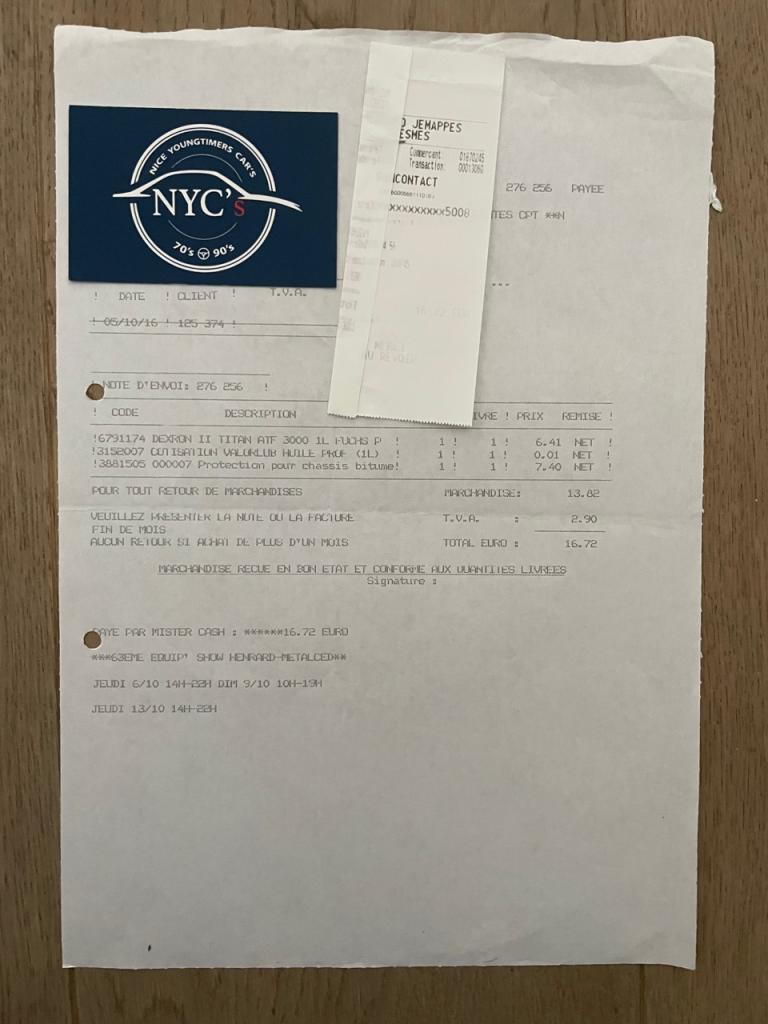 NICE YOUNGTIMERS CAR'S
NYC's
70's 90's
JEMAPPES
Commercant: 01670245
Transaction: 00013060
xxxxxxxxx5008
AU REVOIR
276 256 PAYEE
CPT **N
! DATE ! CLIENT ! T.V.A.
! 05/10/16 ! 125 374 !
! NOTE D'ENVOI: 276 256 !
! CODE DESCRIPTION ! PRIX REMISE !
!6791174 DEXRON II TITAN ATF 3000 1L FUCHS P ! 1 ! 1 ! 6.41 NET !
!3152007 COTISATION VALORLUB HUILE PROF (1L) ! 1 ! 1 ! 0.01 NET !
!3881505 000007 Protection pour chassis bitume! 1 ! 1 ! 7.40 NET !
POUR TOUT RETOUR DE MARCHANDISES MARCHANDISE: 13.82
VEUILLEZ PRESENTER LA NOTE OU LA FACTURE T.V.A. : 2.90
FIN DE MOIS
AUCUN RETOUR SI ACHAT DE PLUS D'UN MOIS TOTAL EURO : 16.72
MARCHANDISE RECUE EN BON ETAT ET CONFORME AUX QUANTITES LIVREES
Signature :
PAYE PAR MISTER CASH : ******16.72 EURO
***63EME EQUIP' SHOW HENRARD-METALCED**
JEUDI 6/10 14H-22H DIM 9/10 10H-19H
JEUDI 13/10 14H-22H